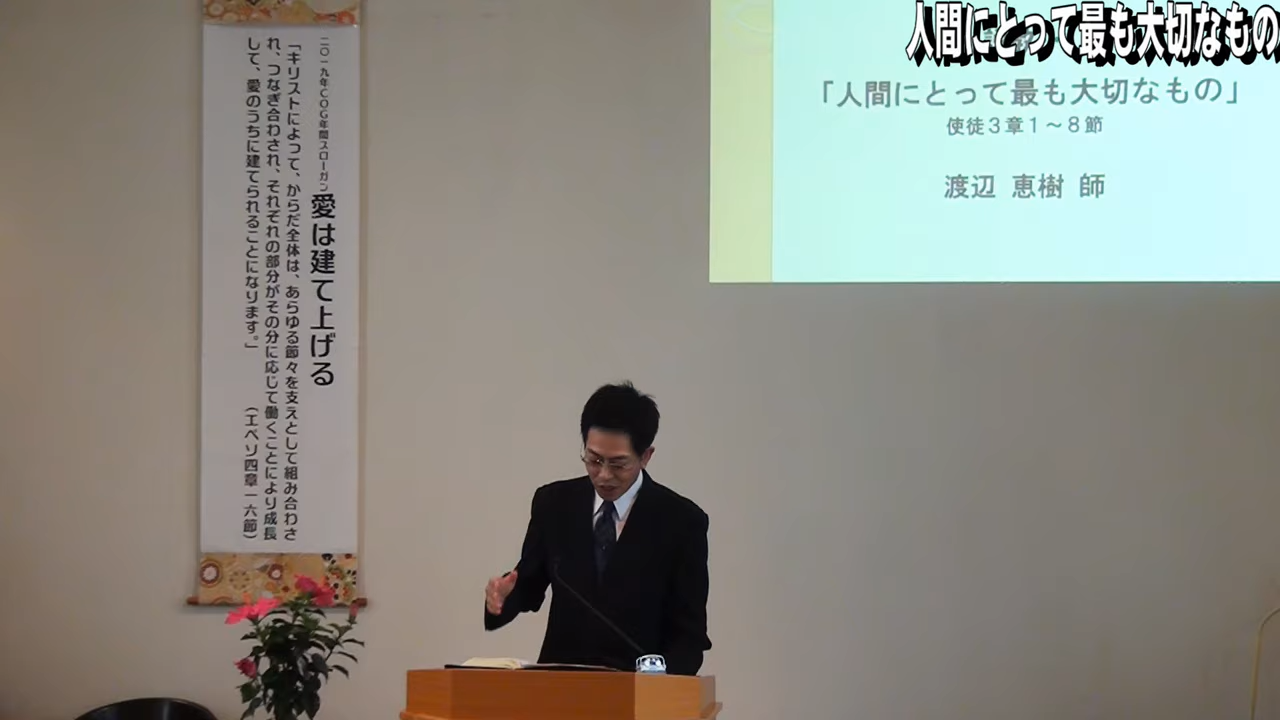 人間にとって最も大切なもの
「人間にとって最も大切なもの」
使徒3章1～8節
渡辺 恵樹 師
二〇一九年COG年間スローガン
愛は建て上げる
「キリストによって、からだ全体は、あらゆる節々を支えとして組み合わさ
れ、つなぎ合わされ、それぞれの部分がその分に応じて働くことにより成長
して、愛のうちに建てられることになります。」
（エペソ四章一六節）